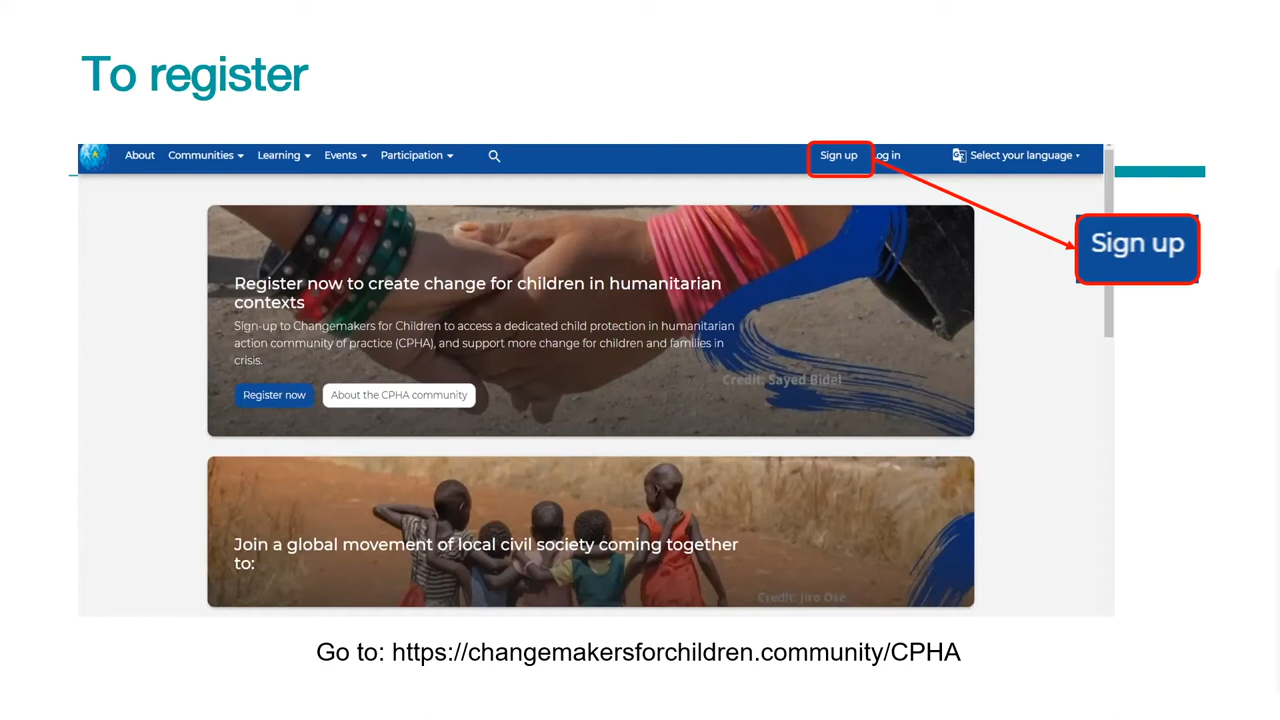 To register
About Communities Learning Events Participation Sign up og in Select your language
Sign up
Register now to create change for children in humanitarian
contexts
Sign-up to Changemakers for Children to access a dedicated child protection in humanitarian
action community of practice (CPHA), and support more change for children and families in
crisis.
Credit: Sayed Bidel
Register now About the CPHA community
Join a global movement of local civil society coming together
to:
Credit: Jiro Ose
Go to: https://changemakersforchildren.community/CPHA